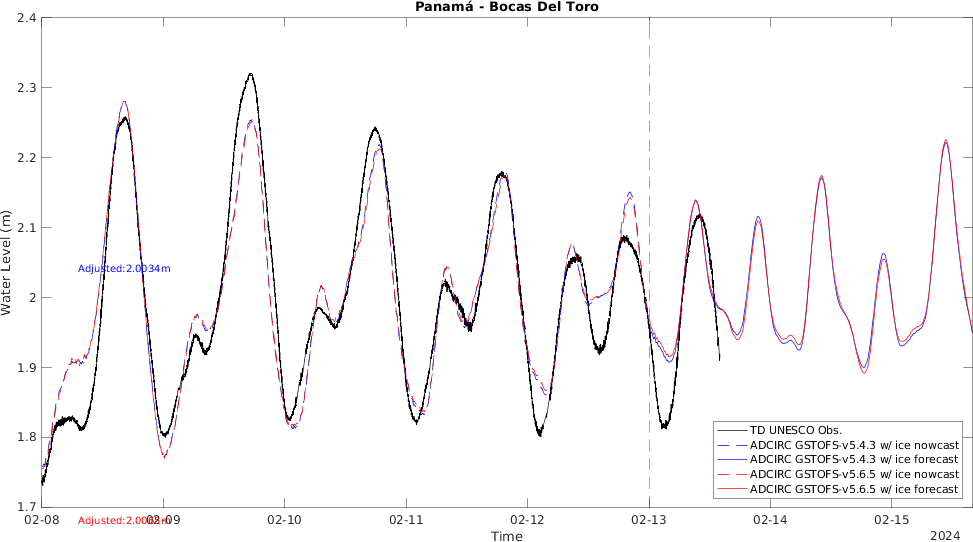 Panamá - Bocas Del Toro
2.4
2.3
2.2
2.1
2
1.9
1.8
1.7
Water Level (m)
Adjusted:2.0034m
TD UNESCO Obs.
ADCIRC GSTOFS-v5.4.3 w/ ice nowcast
ADCIRC GSTOFS-v5.4.3 w/ ice forecast
ADCIRC GSTOFS-v5.6.5 w/ ice nowcast
ADCIRC GSTOFS-v5.6.5 w/ ice forecast
02-08 02-09 02-10 02-11 02-12 02-13 02-14 02-15
Time
2024